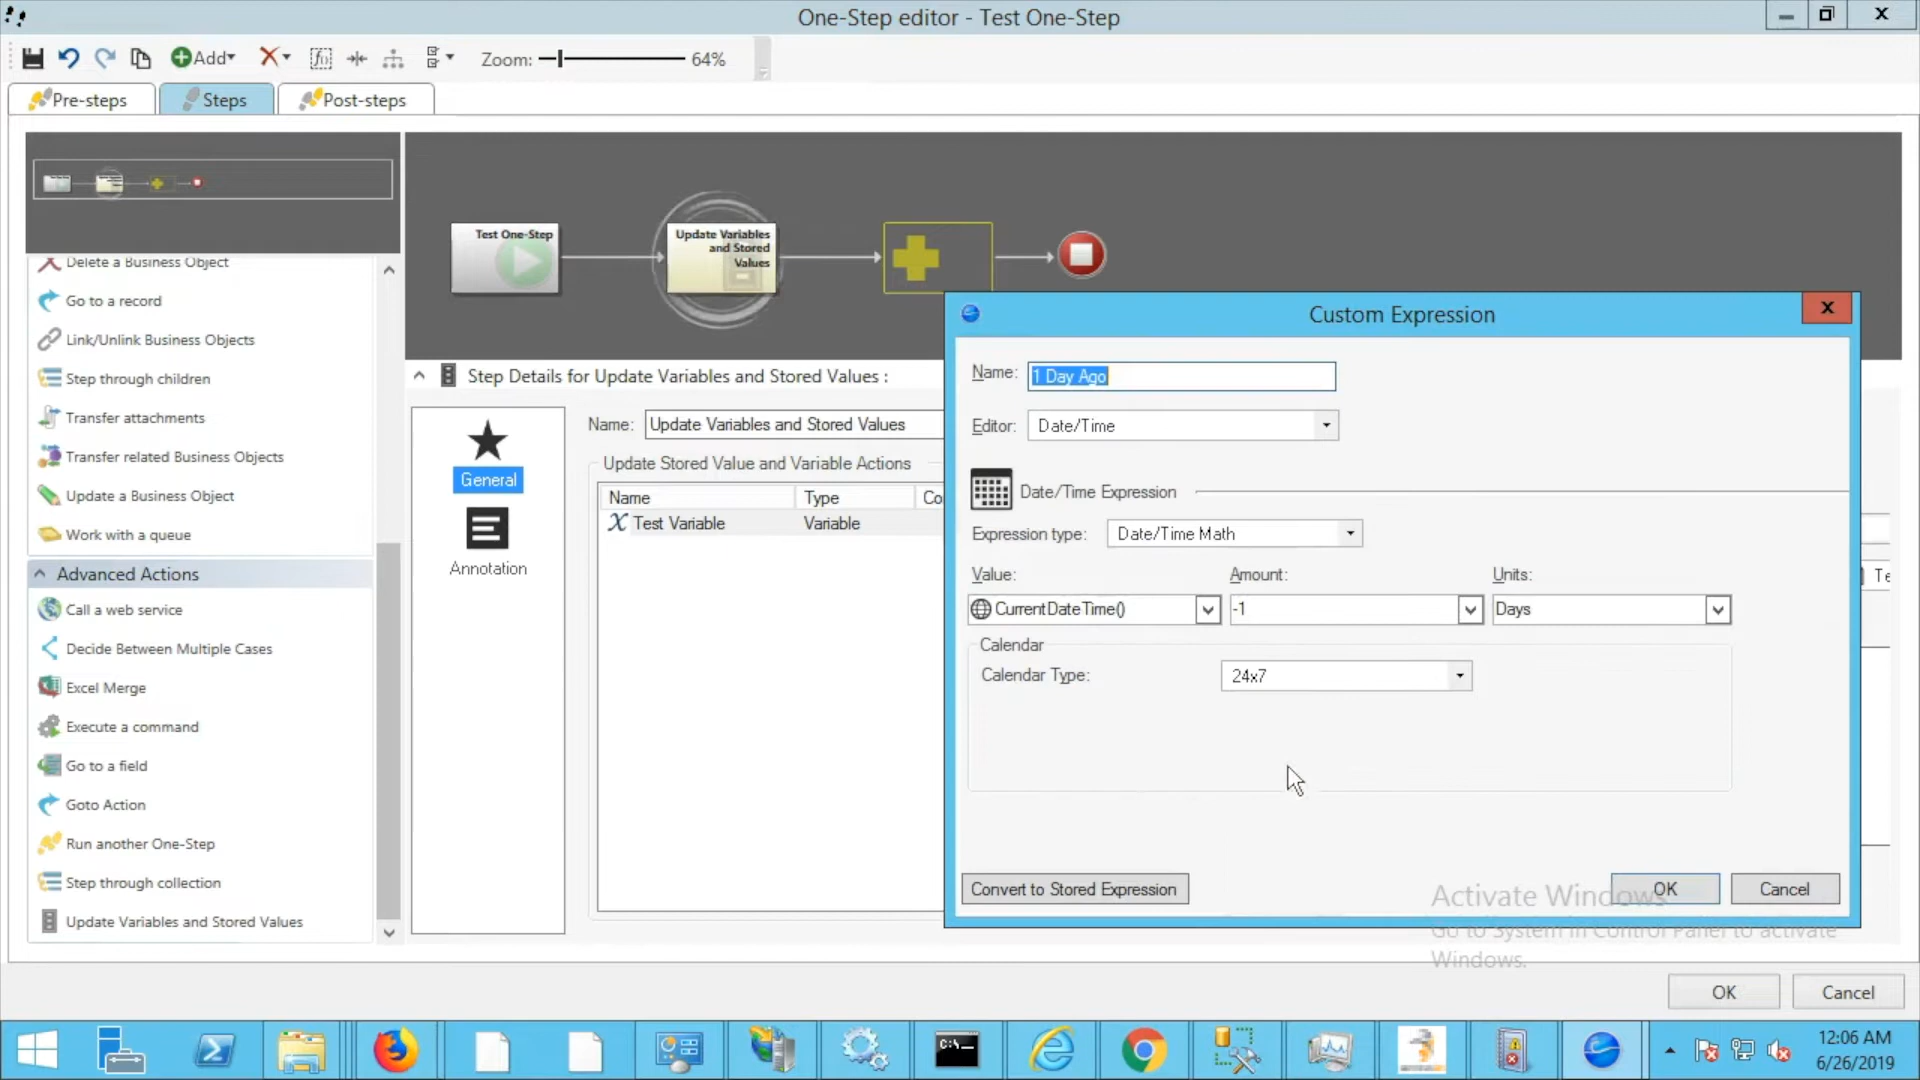 One-Step editor - Test One-Step
Add
Zoom:
64%
Pre-steps
Steps
Post-steps
Test One-Step
Update Variables
and Stored
Values
Delete a Business Object
Go to a record
Link/Unlink Business Objects
Step through children
Transfer attachments
Transfer related Business Objects
Update a Business Object
Work with a queue
Advanced Actions
Call a web service
Decide Between Multiple Cases
Excel Merge
Execute a command
Go to a field
Goto Action
Run another One-Step
Step through collection
Update Variables and Stored Values
Step Details for Update Variables and Stored Values :
General
Annotation
Name:
Update Variables and Stored Values
Update Stored Value and Variable Actions
Name
Type
Co
X Test Variable
Variable
Te
Custom Expression
Name:
1 Day Ago
Editor:
Date/Time
Date/Time Expression
Expression type:
Date/Time Math
Value:
Amount:
Units:
CurrentDateTime()
-1
Days
Calendar
Calendar Type:
24x7
Convert to Stored Expression
OK
Cancel
Activate Windows
Go to System in Control Panel to activate
Windows.
OK
Cancel
C:\_
12:06 AM
6/26/2019